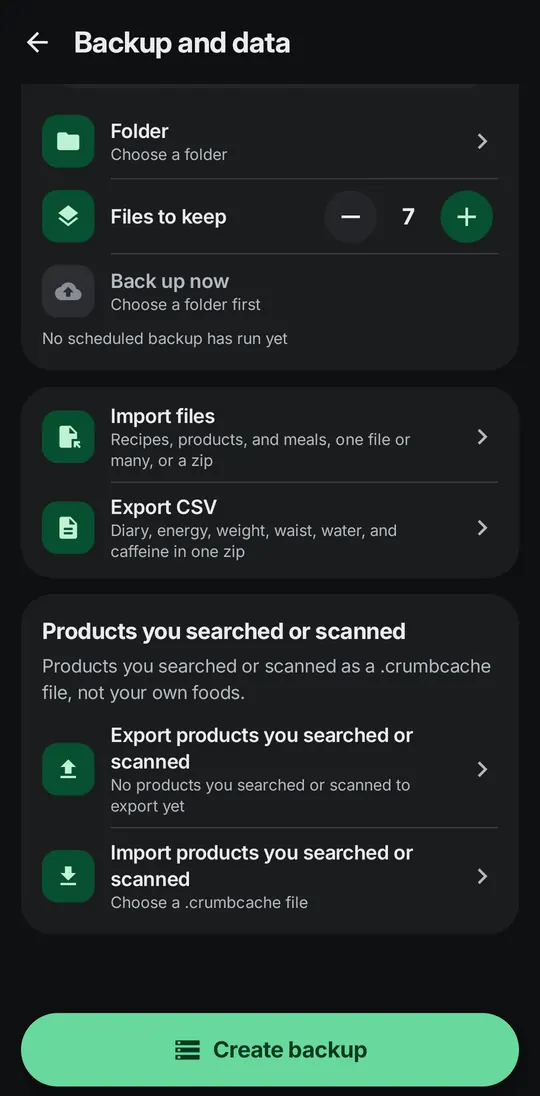 Backup and data
Folder
Choose a folder
Files to keep
7
Back up now
Choose a folder first
No scheduled backup has run yet
Import files
Recipes, products, and meals, one file or
many, or a zip
Export CSV
Diary, energy, weight, waist, water, and
caffeine in one zip
Products you searched or scanned
Products you searched or scanned as a .crumbcache
file, not your own foods.
Export products you searched or
scanned
No products you searched or scanned to
export yet
Import products you searched or
scanned
Choose a .crumbcache file
Create backup